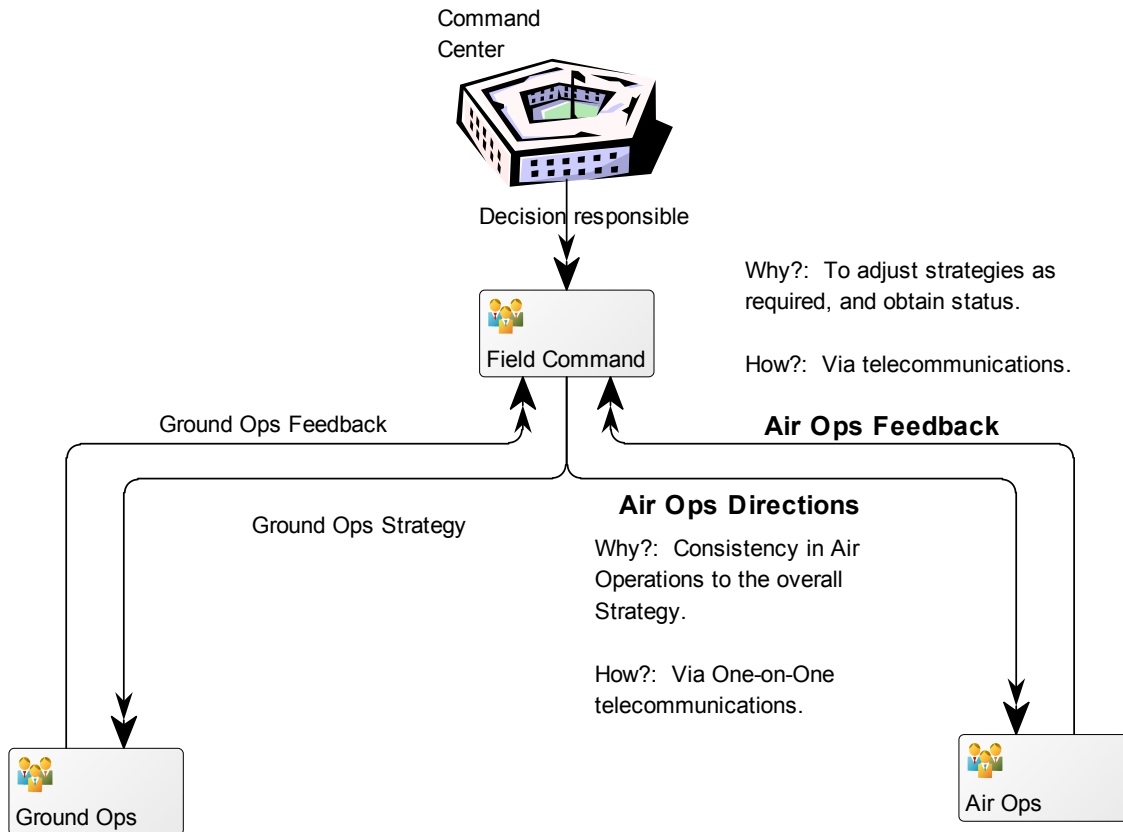 Command
Center
Decision responsible
Why?: To adjust strategies as
required, and obtain status.
How?: Via telecommunications.
Field Command
Ground Ops Feedback
Air Ops Feedback
Ground Ops Strategy
Air Ops Directions
Why?: Consistency in Air
Operations to the overall
Strategy.
How?: Via One-on-One
telecommunications.
Ground Ops
Air Ops